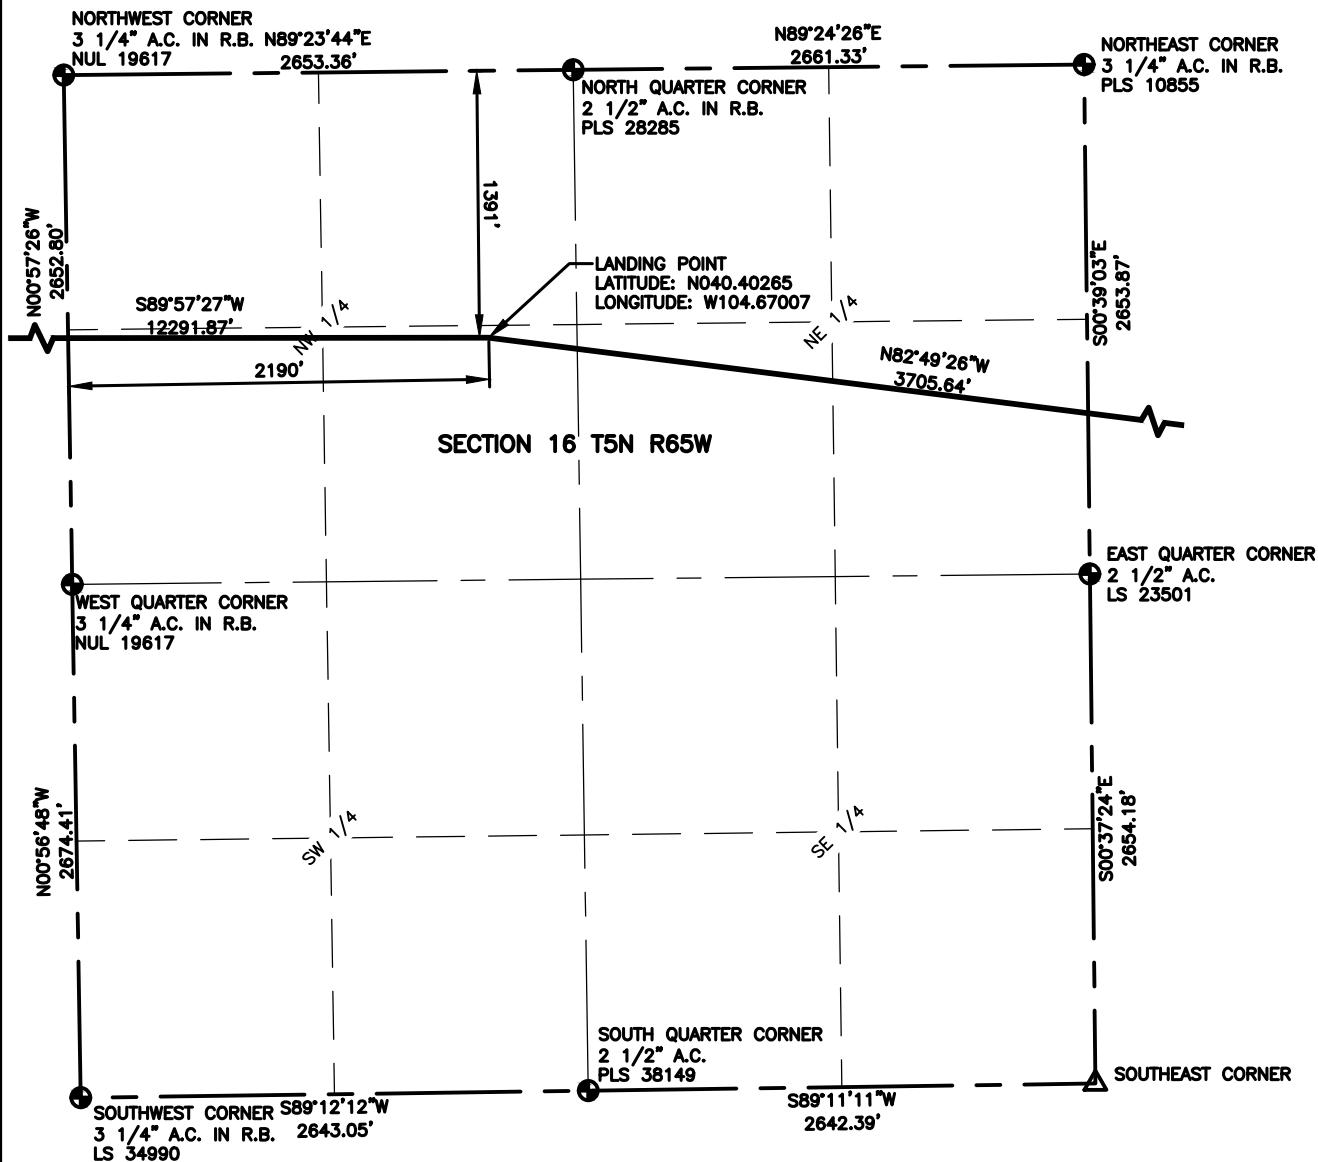 NORTHWEST CORNER
3 1/4" A.C. IN R.B.
NUL 19617
N89°23'44"E
2653.36'
N89°24'26"E
2661.33'
NORTHEAST CORNER
3 1/4" A.C. IN R.B.
PLS 10855
NORTH QUARTER CORNER
2 1/2" A.C. IN R.B.
PLS 28285
1391'
N00°57'26"W
2652.80'
LANDING POINT
LATITUDE: N040.40265
LONGITUDE: W104.67007
S00°39'03"E
2653.87'
S89°57'27"W
12291.87'
NW 1/4
NE 1/4
2190'
N82°49'26"W
3705.64'
SECTION 16 T5N R65W
EAST QUARTER CORNER
2 1/2" A.C.
LS 23501
WEST QUARTER CORNER
3 1/4" A.C. IN R.B.
NUL 19617
N00°56'48"W
2674.41'
SW 1/4
SE 1/4
S00°37'24"E
2654.18'
SOUTH QUARTER CORNER
2 1/2" A.C.
PLS 38149
SOUTHEAST CORNER
SOUTHWEST CORNER
3 1/4" A.C. IN R.B.
LS 34990
S89°12'12"W
2643.05'
S89°11'11"W
2642.39'